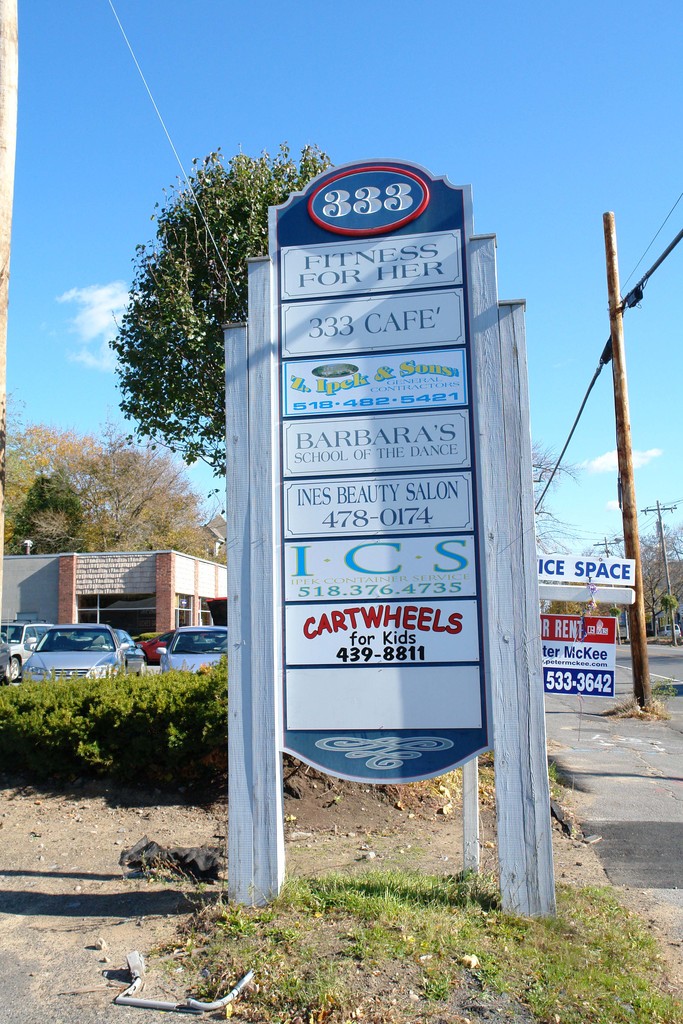 333
FITNESS
FOR HER
333 CAFE'
Z. Ipek & Sons
GENERAL
CONTRACTORS
518·482·5421
BARBARA'S
SCHOOL OF THE DANCE
INES BEAUTY SALON
478-0174
I·C·S
IPEK CONTAINER SERVICE
518.376.4735
CARTWHEELS
for Kids
439-8811
ICE SPACE
R RENT
ter McKee
petermckee.com
533-3642